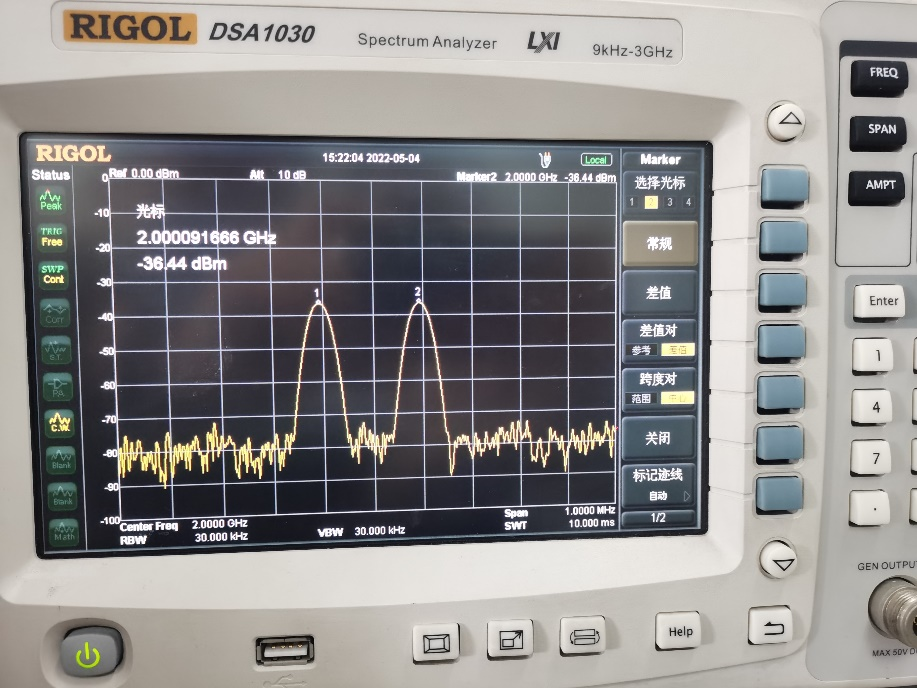 RIGOL DSA1030 Spectrum Analyzer LXI 9kHz-3GHz
FREQ
SPAN
AMPT
Enter
1
4
7
.
GEN OUTPU
MAX 50V D
RIGOL 15:22:04 2022-05-04 Local Marker
Status Ref 0.00 dBm Att 10 dB Marker2 2.0000 GHz -36.44 dBm
选择光标
1 2 3 4
常规
差值
差值对
参考 差值
跨度对
范围
关闭
标记迹线
自动
1/2
Peak
TRIG
Free
SWP
Cont
Corr
S.T.
PA
C.W.
Blank
Blank
Math
0
-10
-20
-30
-40
-50
-60
-70
-80
-90
-100
光标
2.000091666 GHz
-36.44 dBm
1 2
Center Freq 2.0000 GHz Span 1.0000 MHz
RBW 30.000 kHz VBW 30.000 kHz SWT 10.000 ms
Help